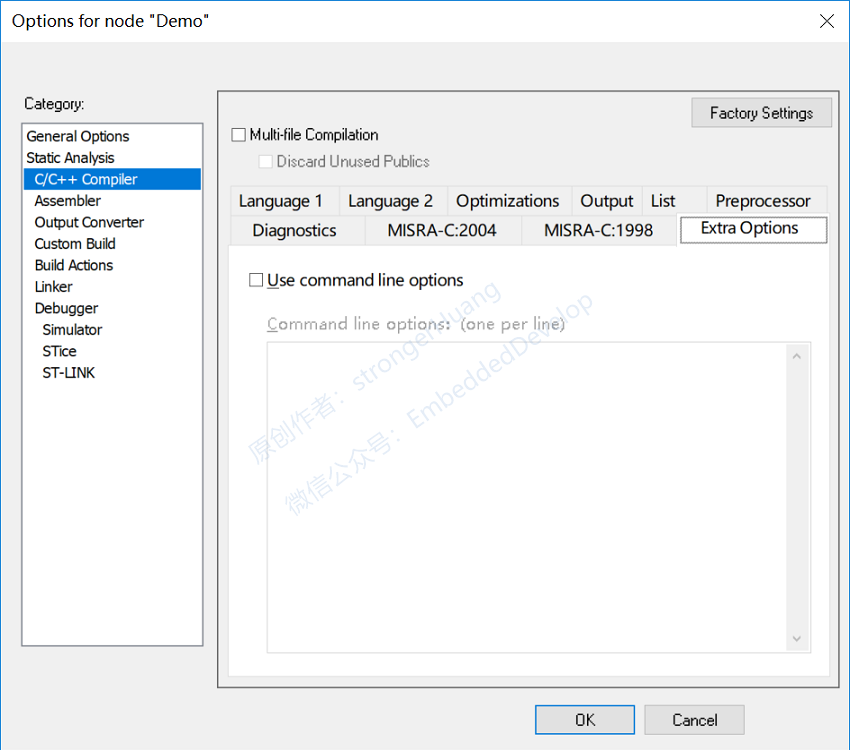 Options for node "Demo"
Category:
General Options
Static Analysis
C/C++ Compiler
Assembler
Output Converter
Custom Build
Build Actions
Linker
Debugger
Simulator
STice
ST-LINK
Factory Settings
Multi-file Compilation
Discard Unused Publics
Language 1 Language 2 Optimizations Output List Preprocessor
Diagnostics MISRA-C:2004 MISRA-C:1998 Extra Options
Use command line options
Command line options: (one per line)
原创作者：strongerHuang
微信公众号：EmbeddedDevelop
OK Cancel